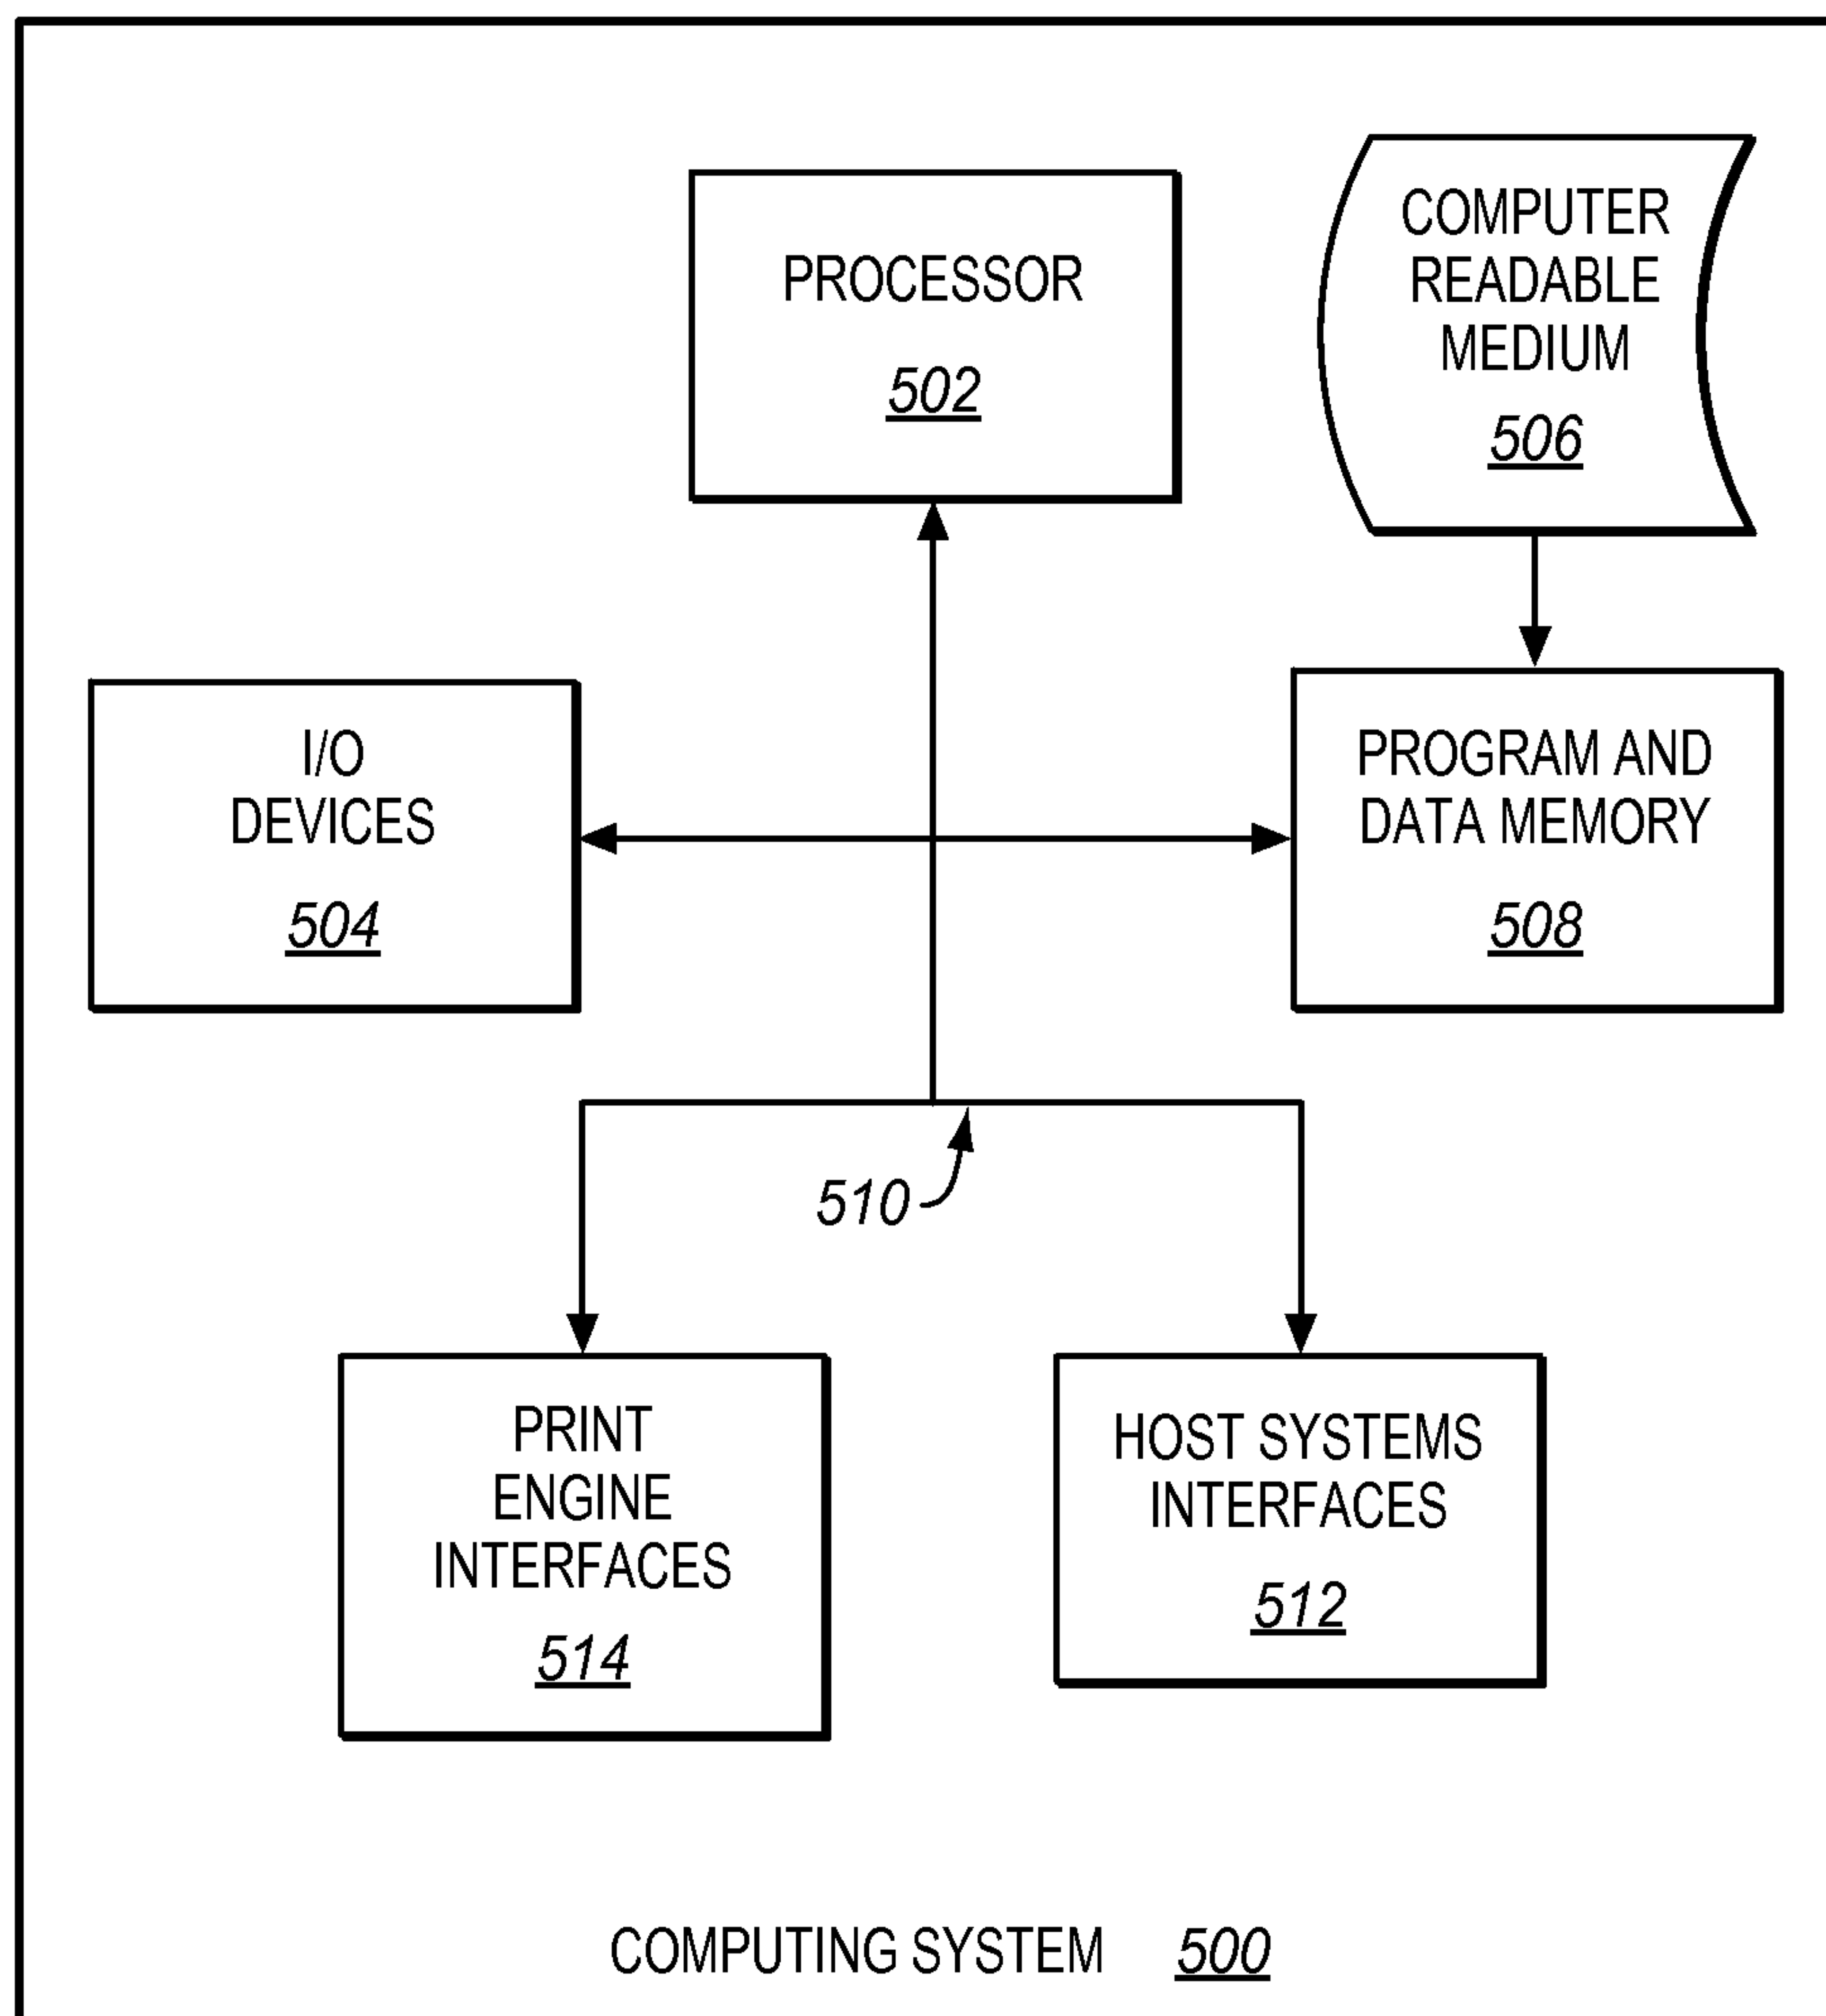 PROCESSOR
502
COMPUTER
READABLE
MEDIUM
506
I/O
DEVICES
504
PROGRAM AND
DATA MEMORY
508
510
PRINT
ENGINE
INTERFACES
514
HOST SYSTEMS
INTERFACES
512
COMPUTING SYSTEM 500